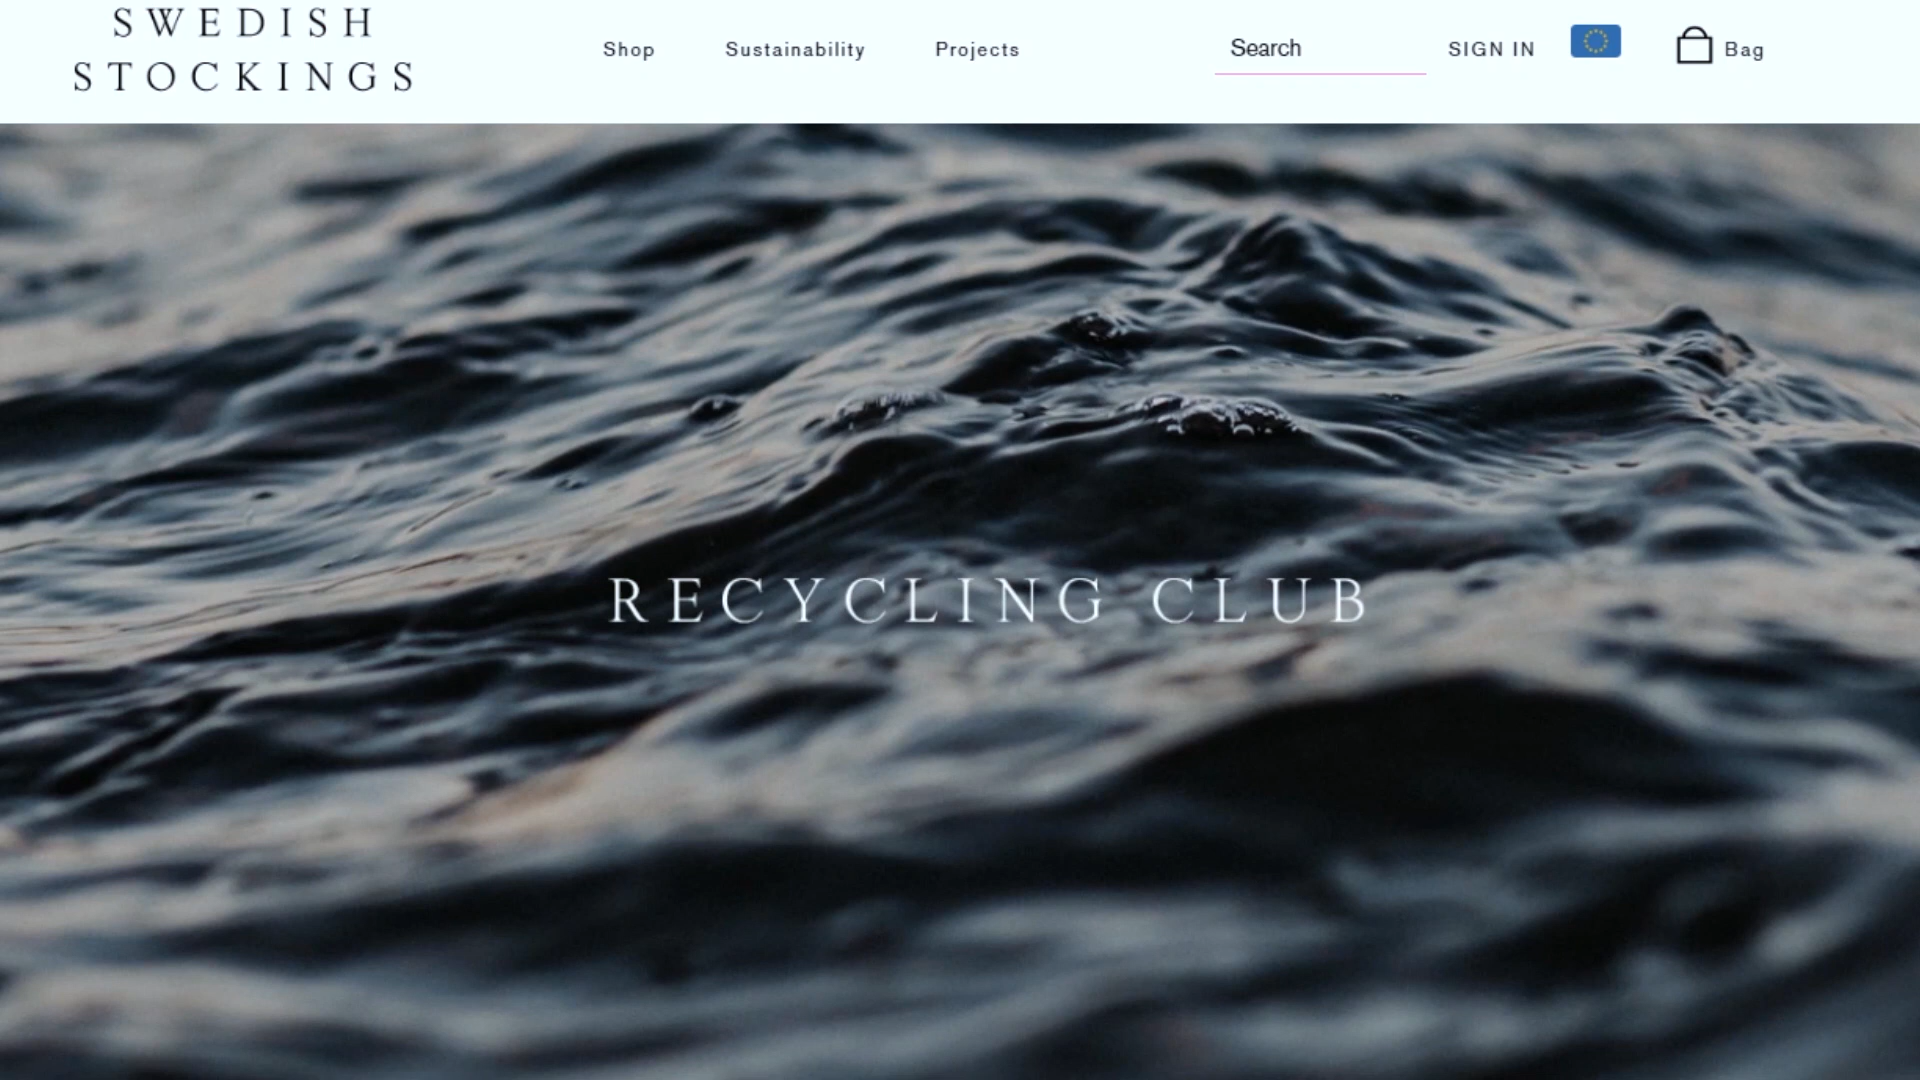 SWEDISH
STOCKINGS
Shop Sustainability Projects Search SIGN IN Bag
RECYCLING CLUB